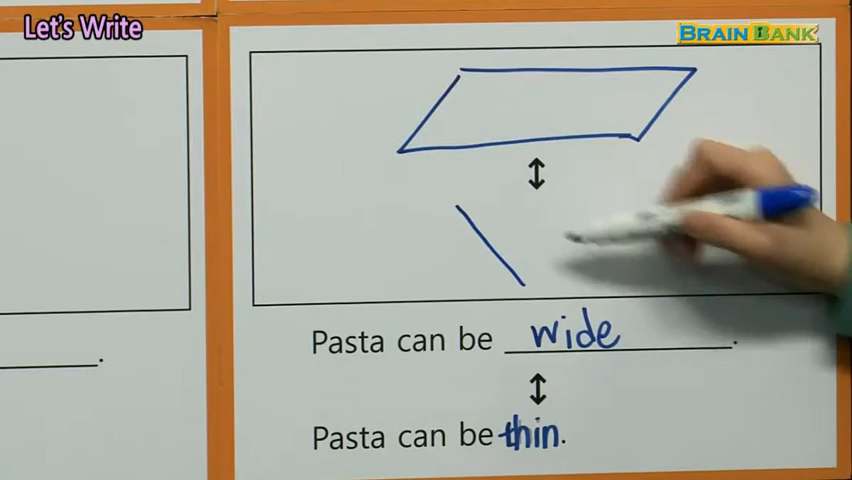 Let's Write
BRAIN BANK
Pasta can be wide.
Pasta can be thin.